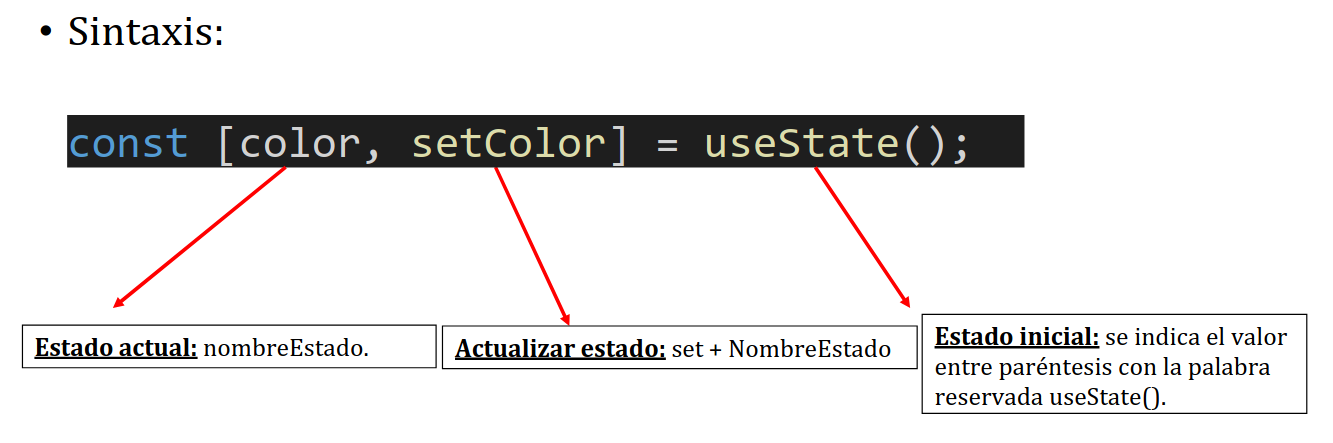 • Sintaxis:
const [color, setColor] = useState();
Estado actual: nombreEstado.
Actualizar estado: set + NombreEstado
Estado inicial: se indica el valor
entre paréntesis con la palabra
reservada useState().